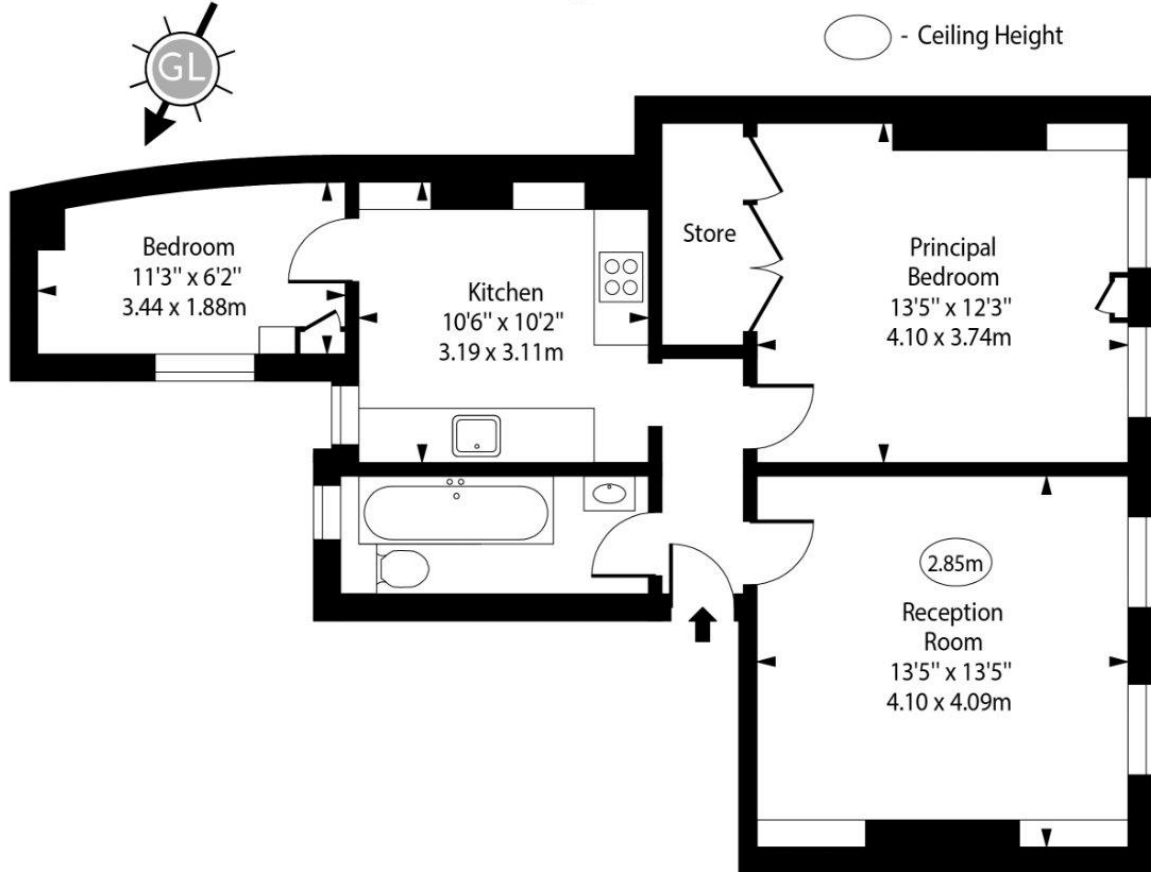 GL
- Ceiling Height
Bedroom
11'3" x 6'2"
3.44 x 1.88m
Kitchen
10'6" x 10'2"
3.19 x 3.11m
Store
Principal
Bedroom
13'5" x 12'3"
4.10 x 3.74m
2.85m
Reception
Room
13'5" x 13'5"
4.10 x 4.09m